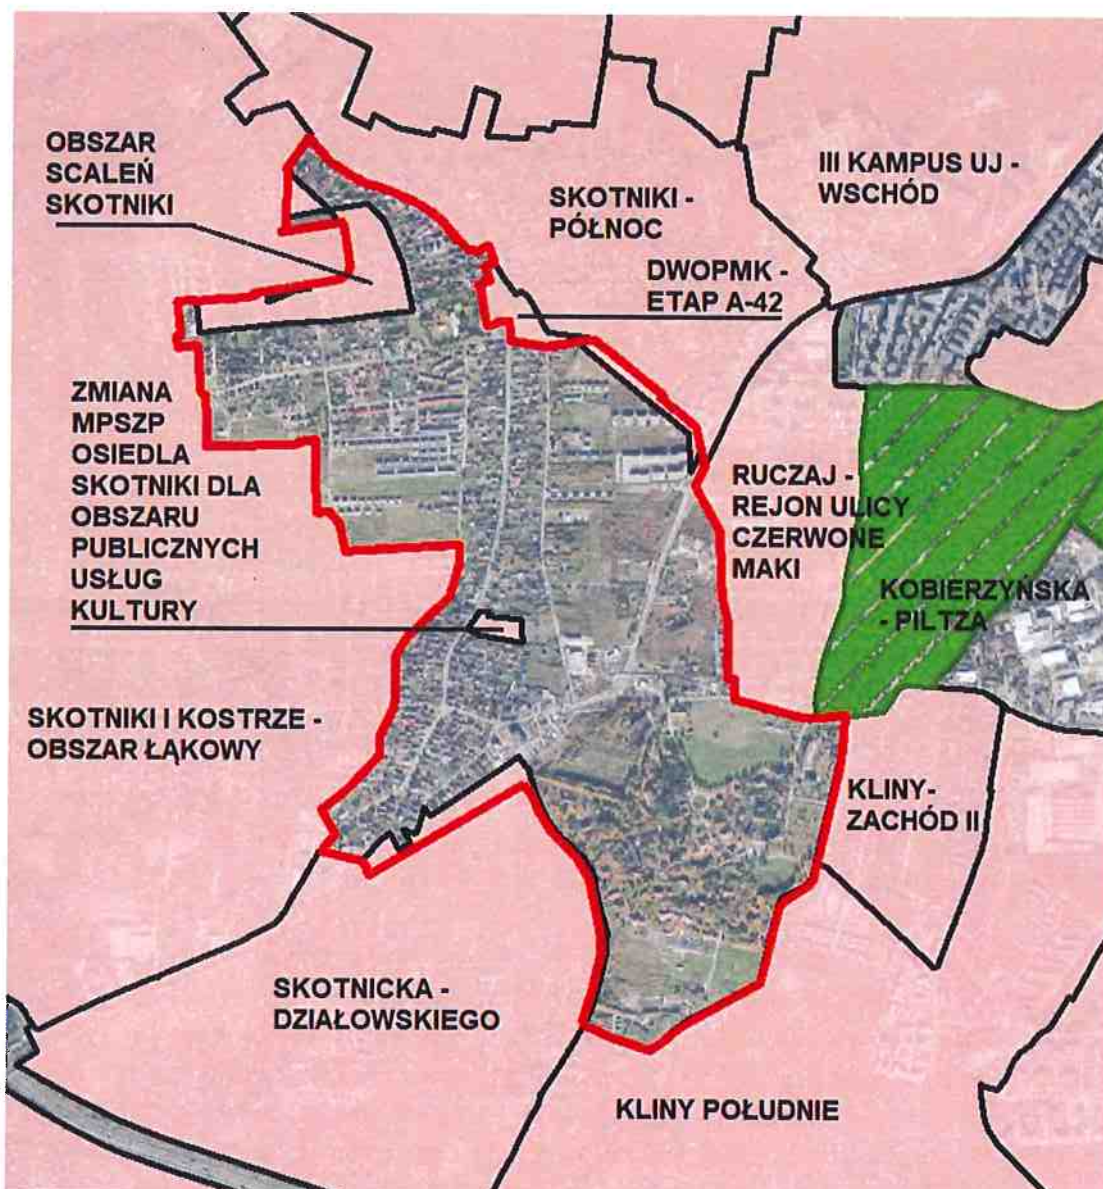 OBSZAR
SCALEŃ
SKOTNIKI
SKOTNIKI -
PÓŁNOC
III KAMPUS UJ -
WSCHÓD
DWOPMK -
ETAP A-42
ZMIANA
MPSZP
OSIEDLA
SKOTNIKI DLA
OBSZARU
PUBLICZNYCH
USŁUG
KULTURY
RUCZAJ -
REJON ULICY
CZERWONE
MAKI
KOBIERZYŃSKA
- PILTZA
SKOTNIKI I KOSTRZE -
OBSZAR ŁĄKOWY
KLINY-
ZACHÓD II
SKOTNICKA -
DZIAŁOWSKIEGO
KLINY POŁUDNIE